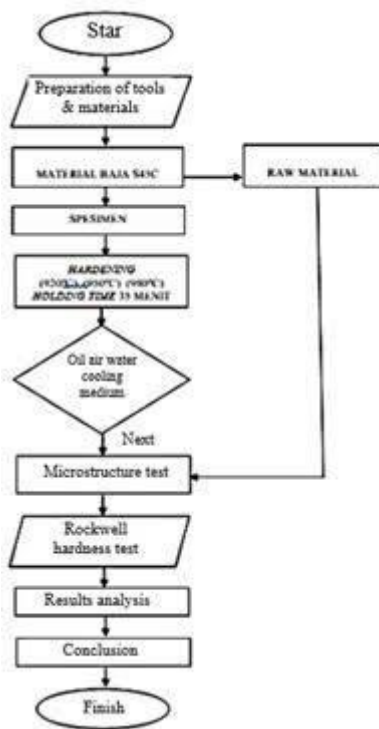 Star
Preparation of tools
& materials
MATERIAL BAJA S45C
RAW MATERIAL
SPESIMEN
HARDENING
HOLDING TIME MENIT
Oil air water
cooling
medium
Next
Microstructure test
Rockwell
hardness test
Results analysis
Conclusion
Finish